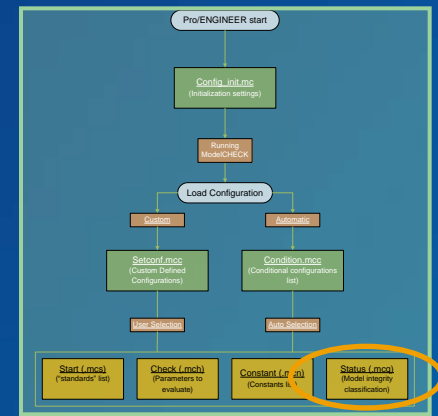 Pro/ENGINEER start
Config_init.mc
(Initialization settings)
Running
ModelCHECK
Load Configuration
Custom
Automatic
Setconf.mcc
(Custom Defined
Configurations)
Condition.mcc
(Conditional configurations
list)
User Selection
Auto Selection
Start (.mcs)
("standards" list)
Check (.mch)
(Parameters to
evaluate)
Constant (.mcn)
(Constants list)
Status (.mcq)
(Model integrity
classification)